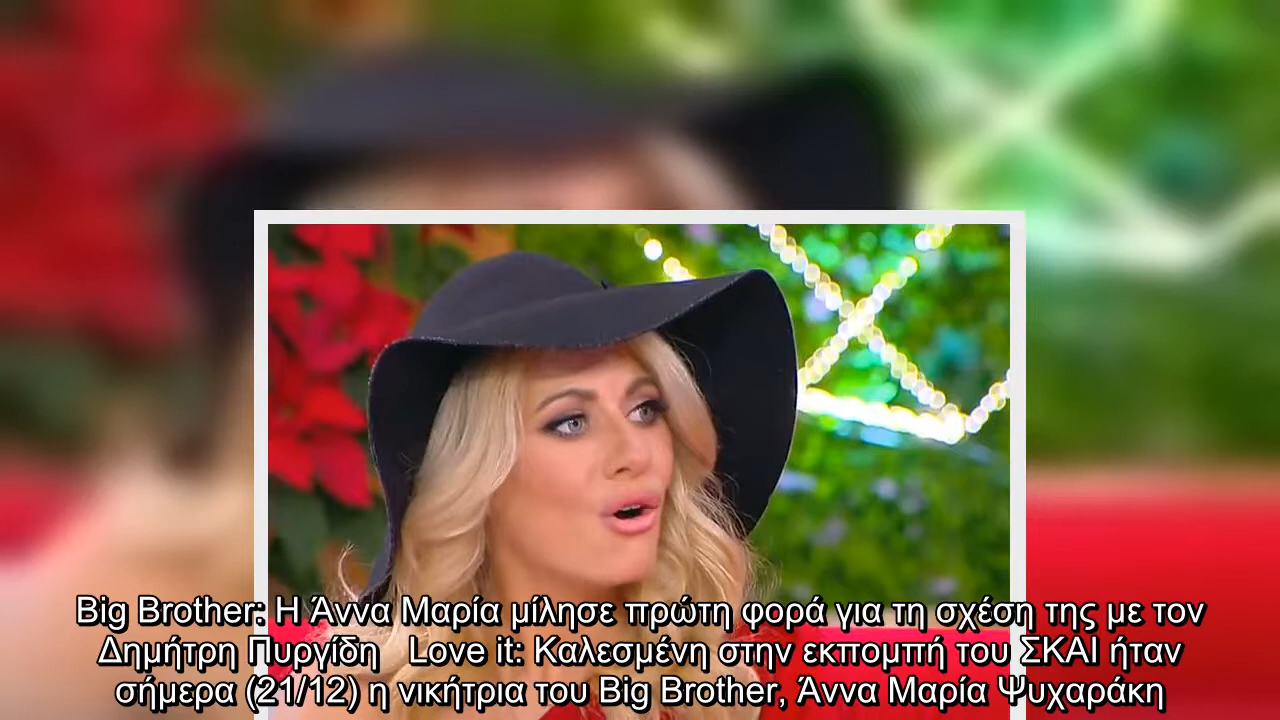 Big Brother: Η Άννα Μαρία μίλησε πρώτη φορά για τη σχέση της με τον
Δημήτρη Πυργίδη   Love it: Καλεσμένη στην εκπομπή του ΣΚΑΙ ήταν
σήμερα (21/12) η νικήτρια του Big Brother, Άννα Μαρία Ψυχαράκη